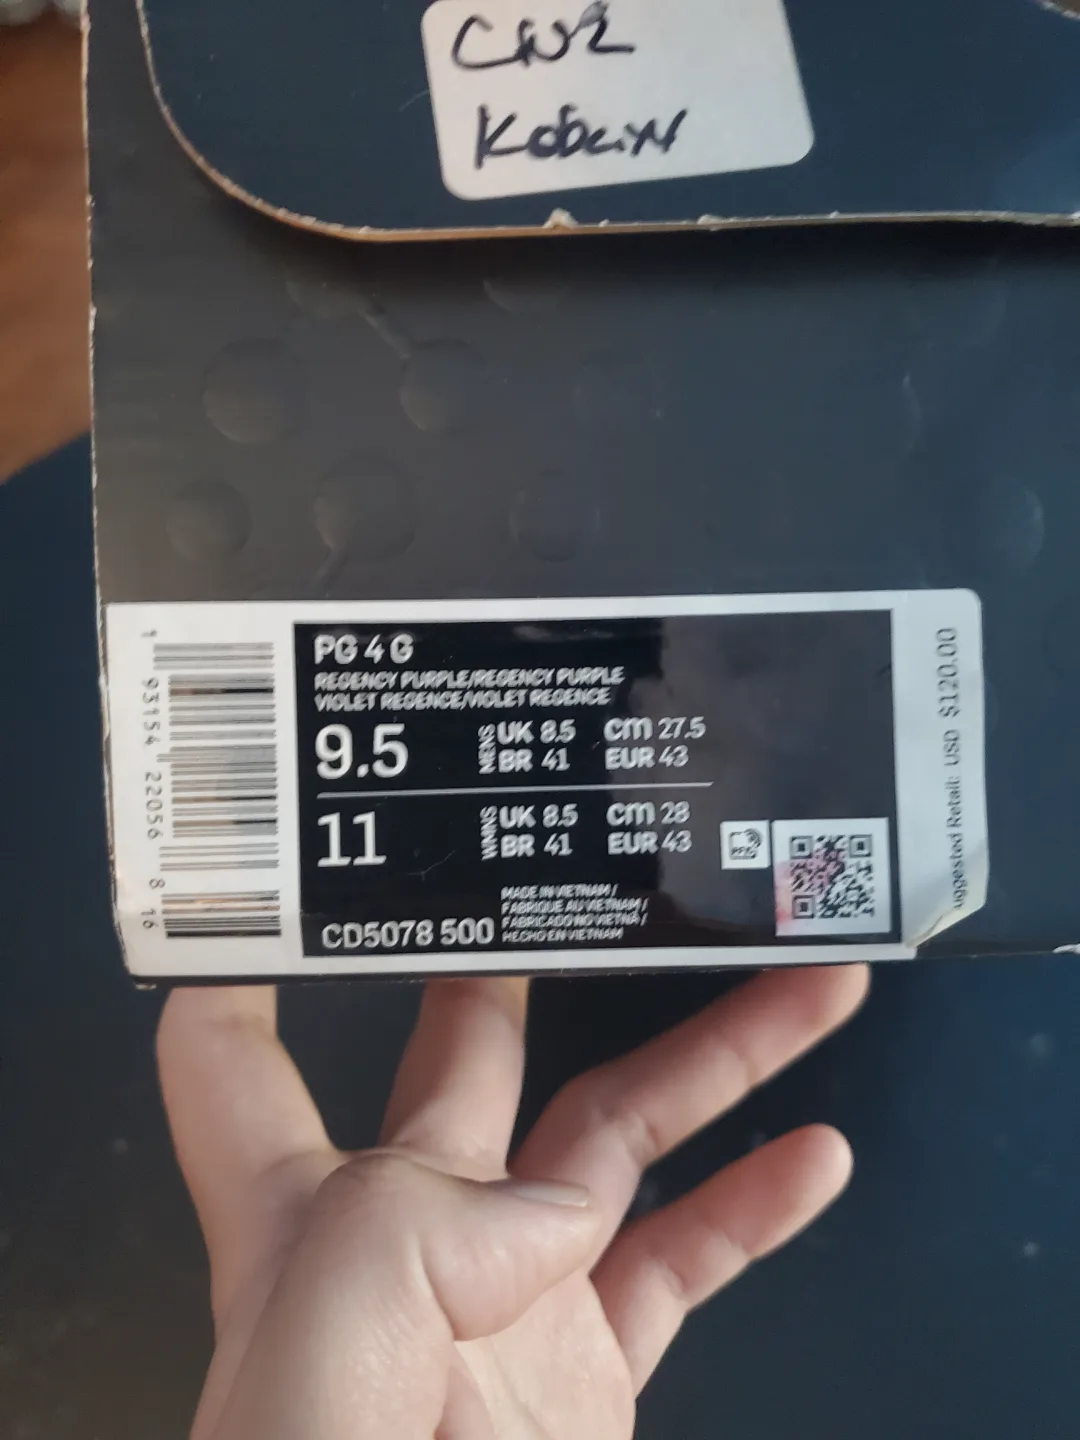 PG 4 G
REGENCY PURPLE/REGENCY PURPLE
VIOLET REGENCE/VIOLET REGENCE
9.5 MENS UK 8.5 cm 27.5
BR 41 EUR 43
11 WMNS UK 8.5 cm 28
BR 41 EUR 43
MADE IN VIETNAM /
FABRIQUE AU VIETNAM /
FABRICADO NO VIETNÃ /
HECHO EN VIETNAM
CD5078 500
1 93154 22056 8 16
uggested Retail: USD $120.00